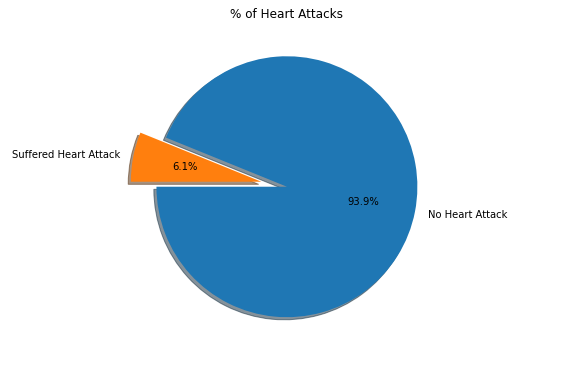 % of Heart Attacks
Suffered Heart Attack
6.1%
93.9%
No Heart Attack